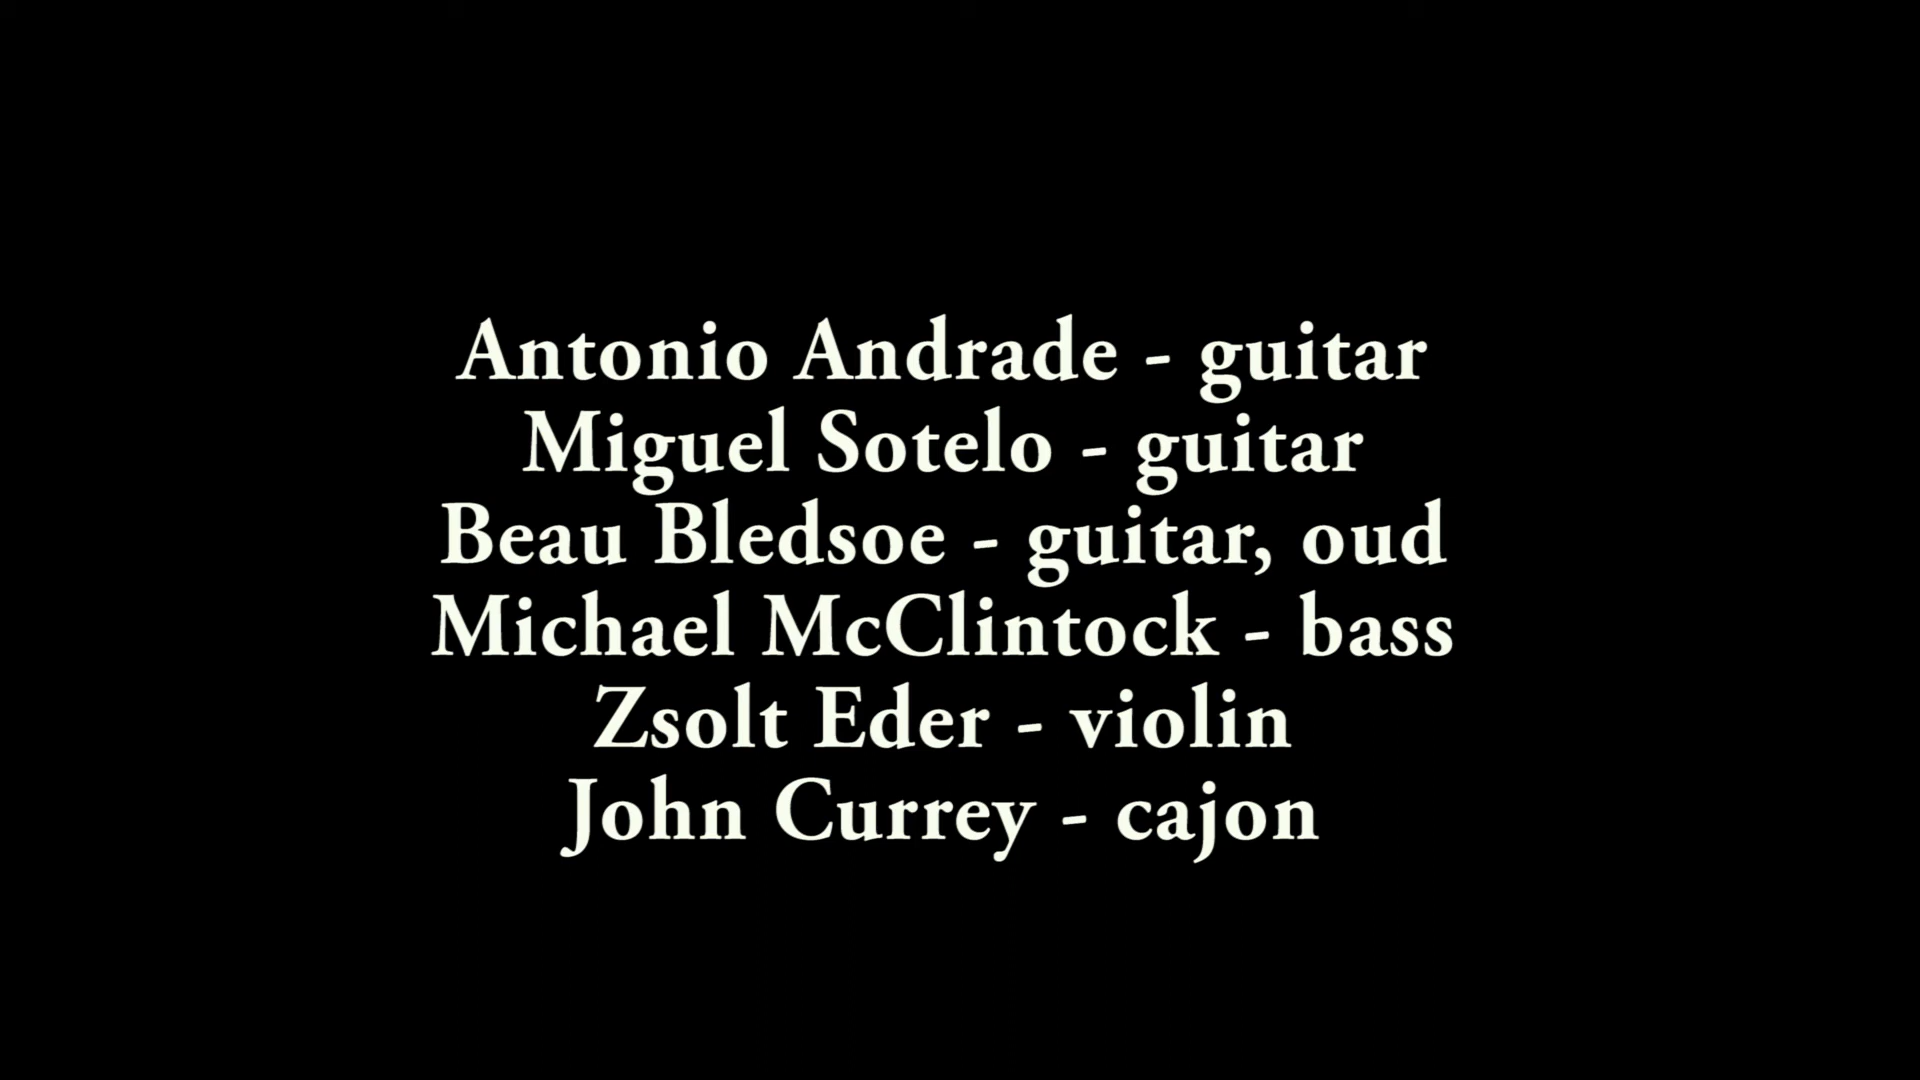 Antonio Andrade - guitar
Miguel Sotelo - guitar
Beau Bledsoe - guitar, oud
Michael McClintock - bass
Zsolt Eder - violin
John Currey - cajon